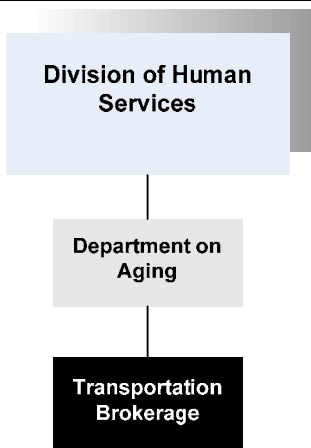 Division of Human
Services
Department on
Aging
Transportation
Brokerage